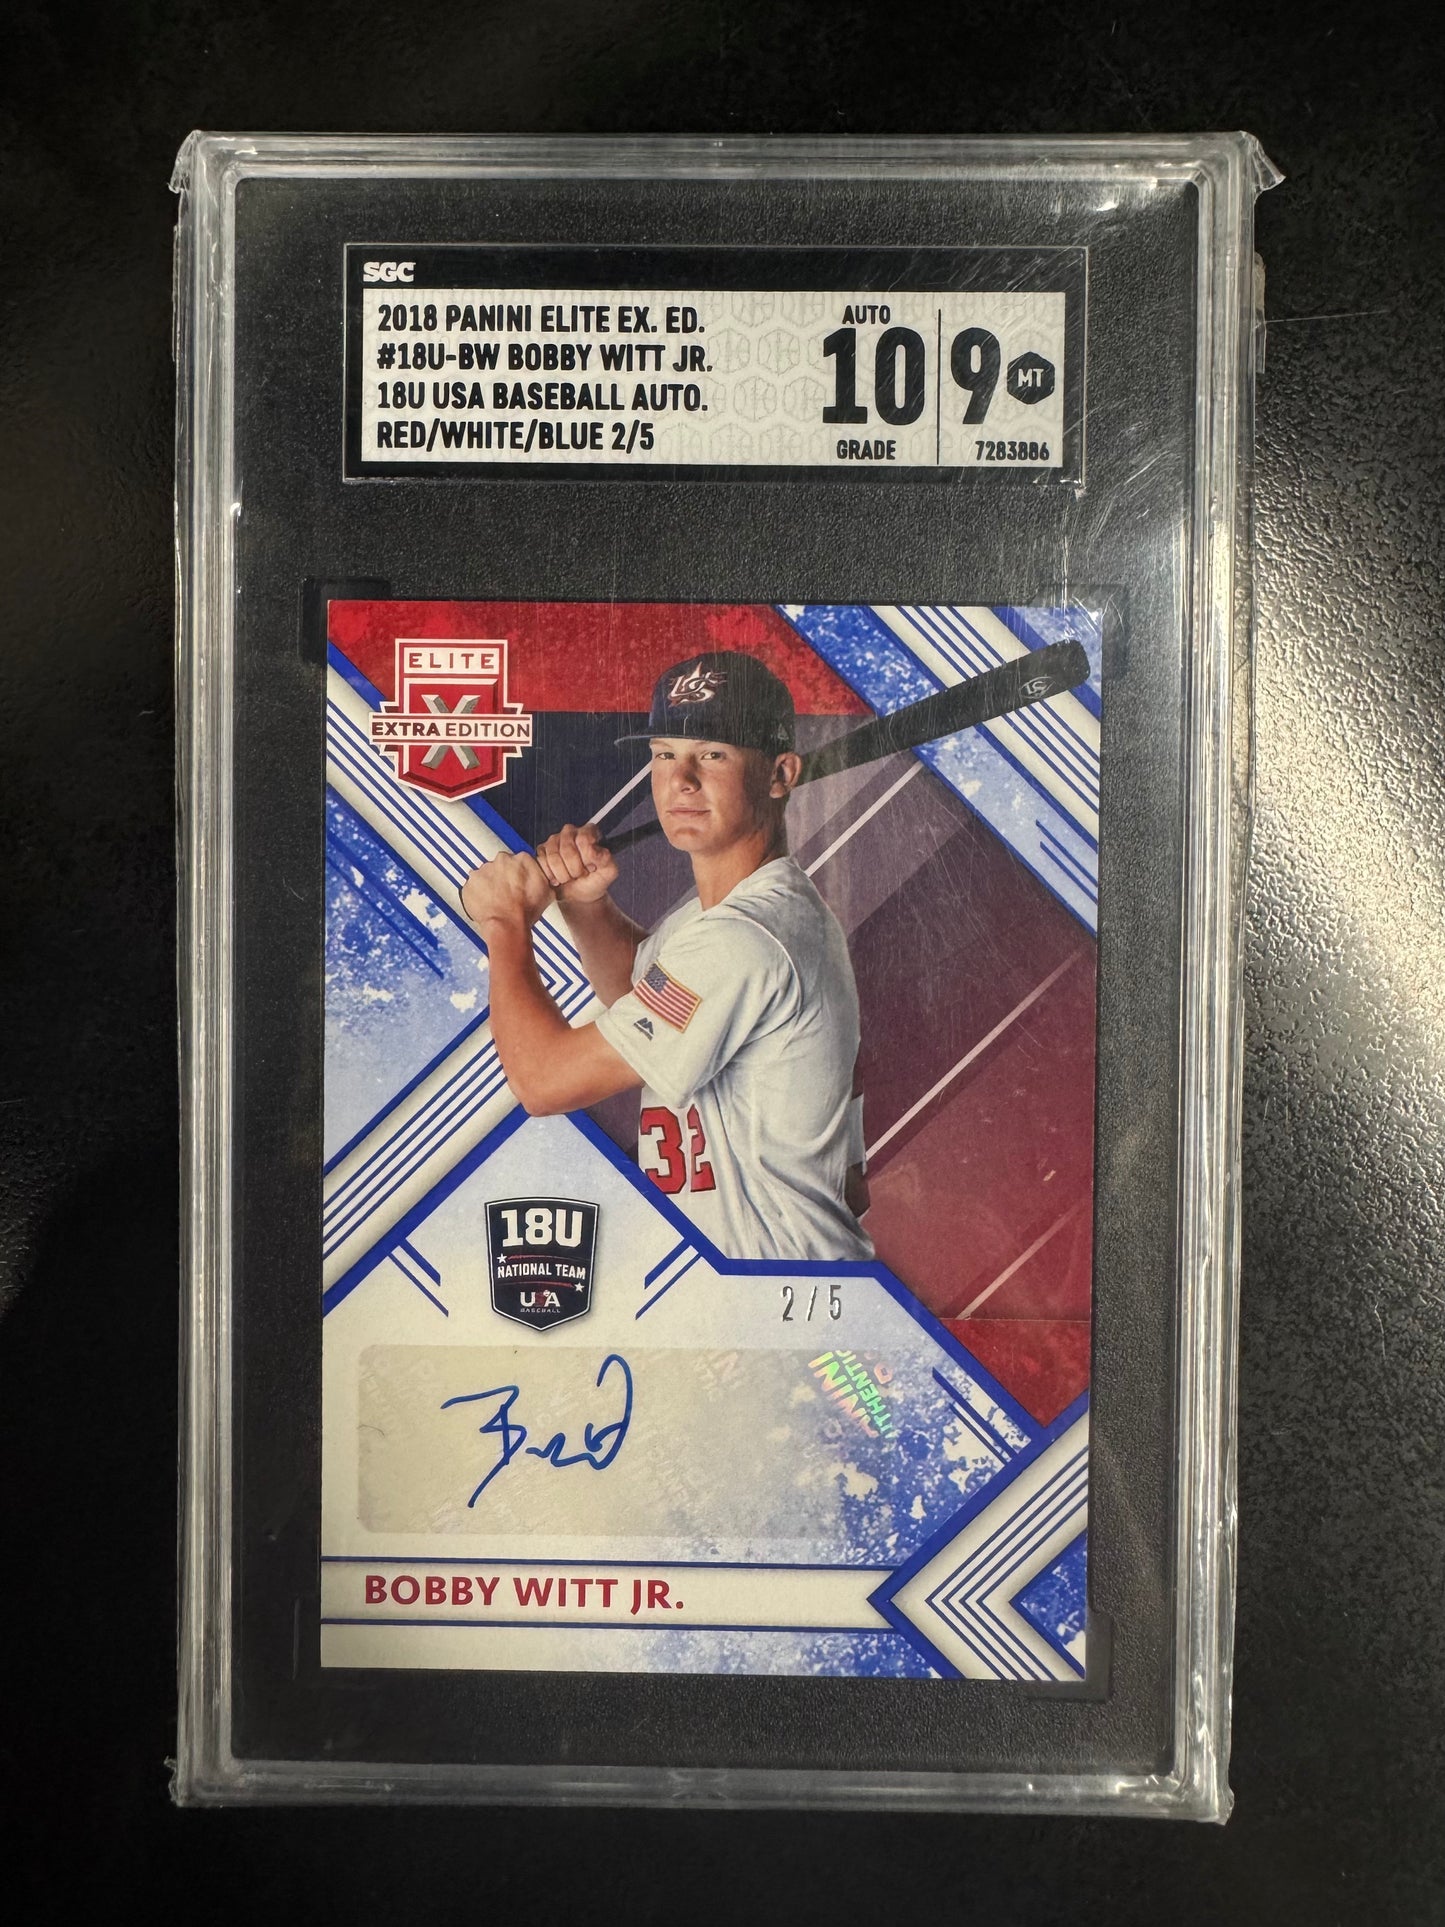 SGC
2018 PANINI ELITE EX. ED.
#18U-BW BOBBY WITT JR.
18U USA BASEBALL AUTO.
RED/WHITE/BLUE 2/5
AUTO
10
GRADE
9 MT
7283886
ELITE
X
EXTRA EDITION
US
LS
32
18U
NATIONAL TEAM
USA
BASEBALL
2/5
PANINI
AUTHENTIC
BOBBY WITT JR.